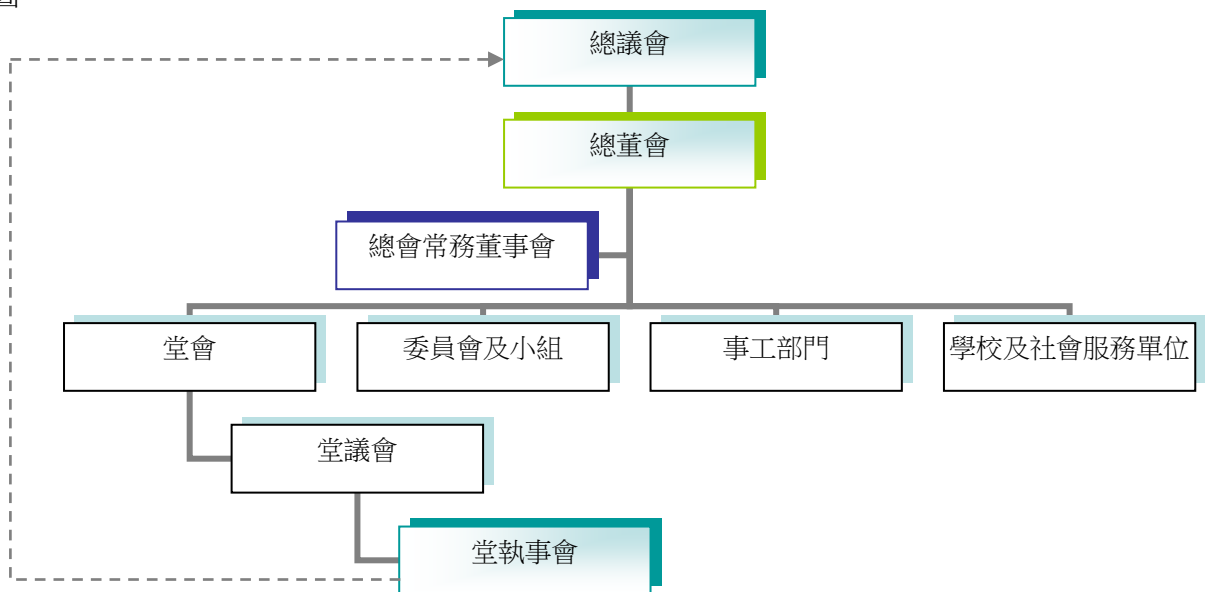 總議會
總董會
總會常務董事會
堂會
委員會及小組
事工部門
學校及社會服務單位
堂議會
堂執事會